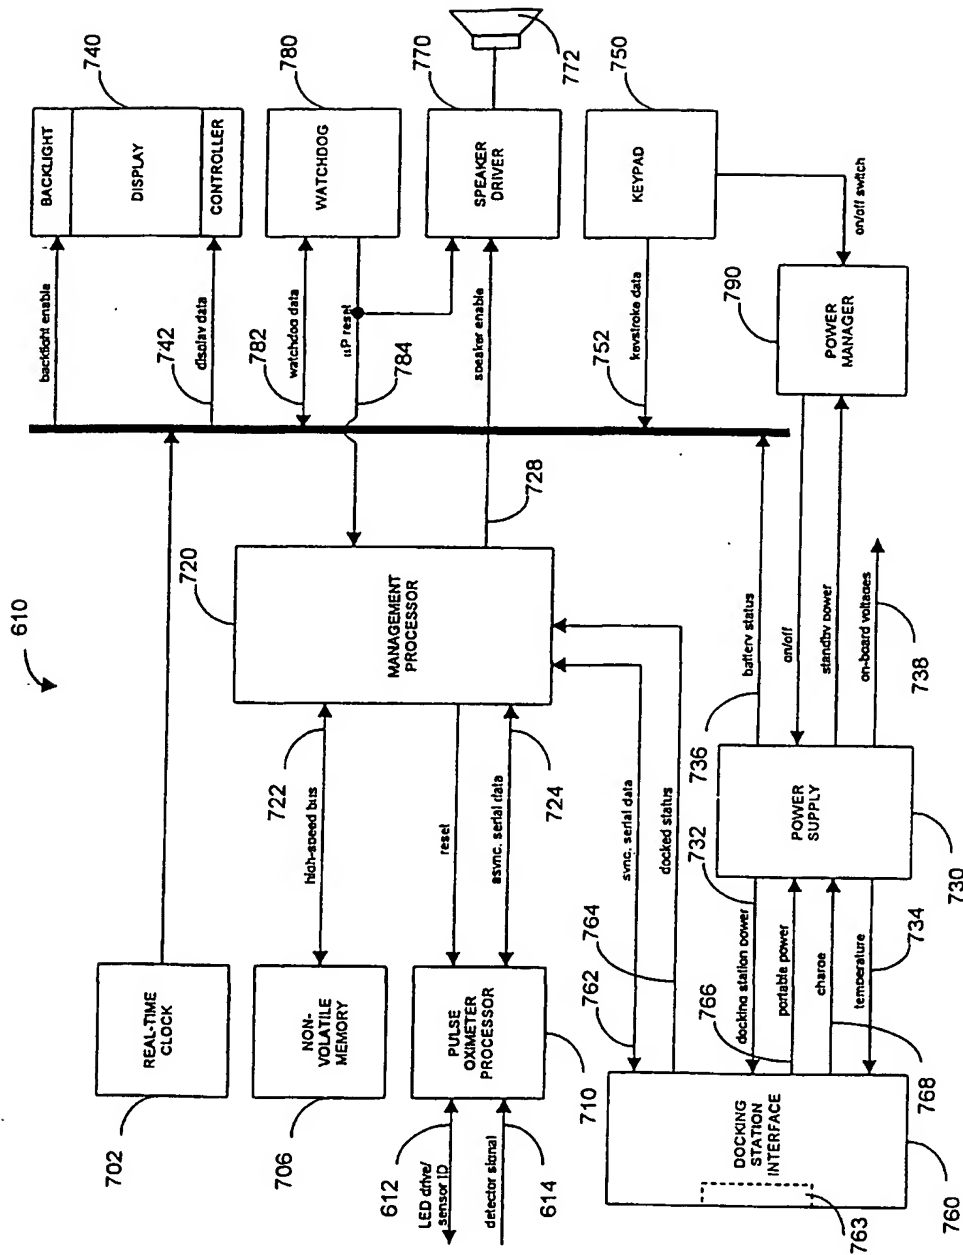 610
REAL-TIME
CLOCK
702
NON-
VOLATILE
MEMORY
706
high-speed bus
722
PULSE
OXIMETER
PROCESSOR
710
612
LED drive/
sensor ID
detector signal
614
reset
async. serial data
724
MANAGEMENT
PROCESSOR
720
728
BACKLIGHT
DISPLAY
CONTROLLER
740
backlight enable
display data
742
WATCHDOG
780
watchdog data
782
µP reset
784
SPEAKER
DRIVER
770
772
speaker enable
KEYPAD
750
keystroke data
752
on/off switch
POWER
MANAGER
790
DOCKING
STATION
INTERFACE
760
763
sync. serial data
762
docked status
764
docking station power
732
portable power
766
charge
768
temperature
734
POWER
SUPPLY
730
battery status
736
on/off
standby power
on-board voltages
738